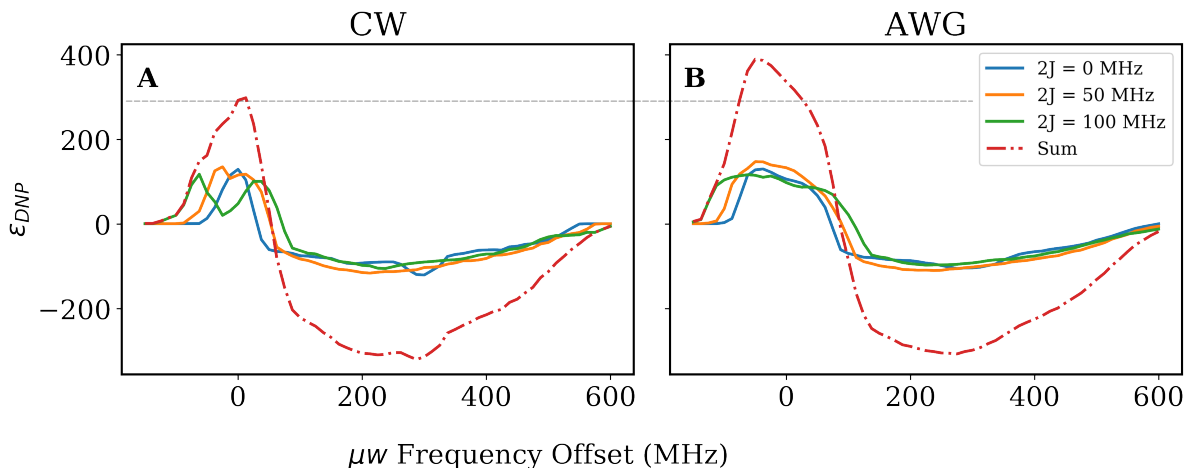 CW
AWG
A
B
400
200
0
−200
ε_DNP
2J = 0 MHz
2J = 50 MHz
2J = 100 MHz
Sum
0 200 400 600
0 200 400 600
μw Frequency Offset (MHz)